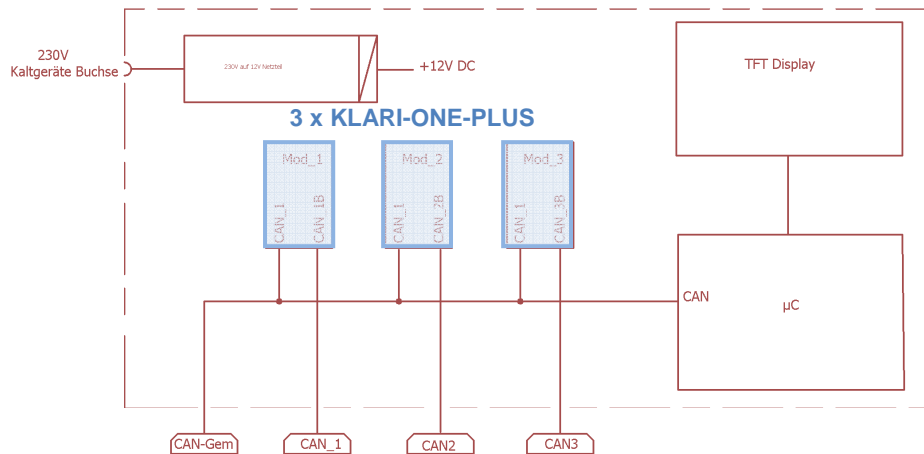 230V
Kaltgeräte Buchse
230V auf 12V Netzteil
+12V DC
TFT Display
3 x KLARI-ONE-PLUS
Mod_1
CAN_1
CAN_1B
Mod_2
CAN_1
CAN_2B
Mod_3
CAN_1
CAN_3B
CAN
µC
CAN-Gem
CAN_1
CAN2
CAN3